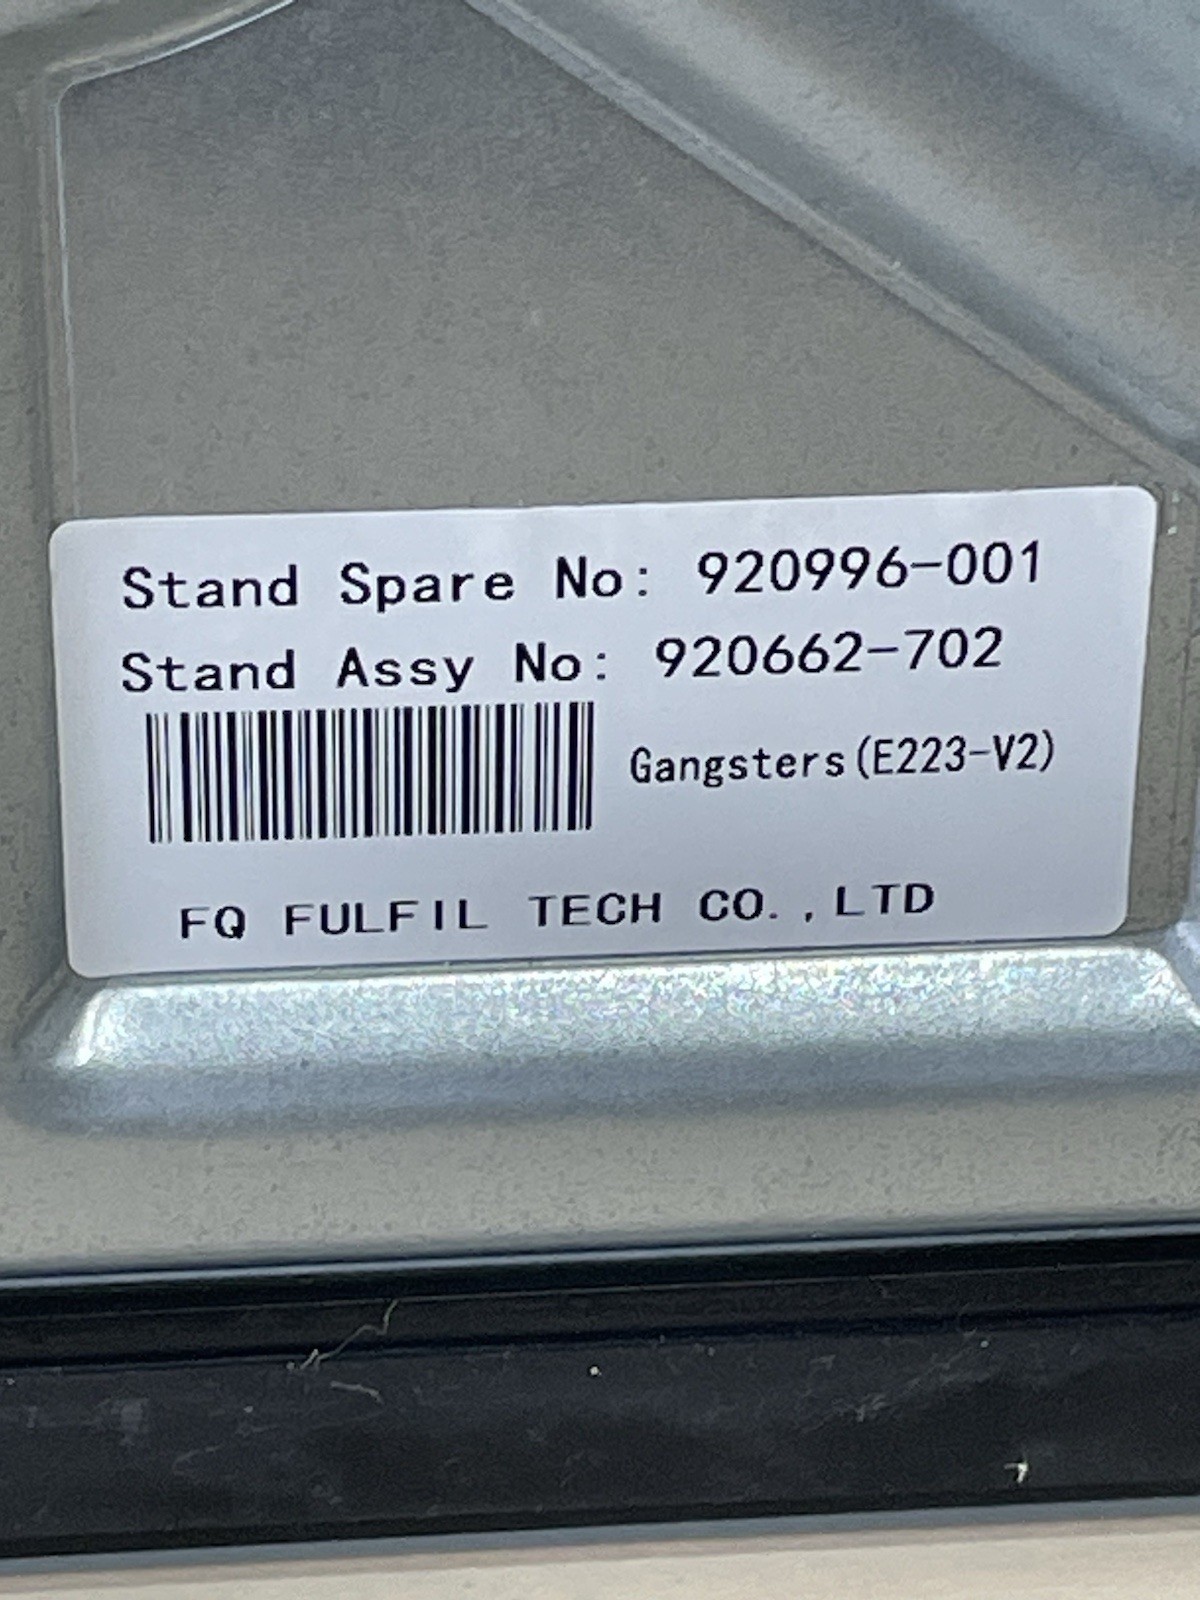 Stand Spare No: 920996-001
Stand Assy No: 920662-702
Gangsters(E223-V2)
FQ FULFIL TECH CO.,LTD